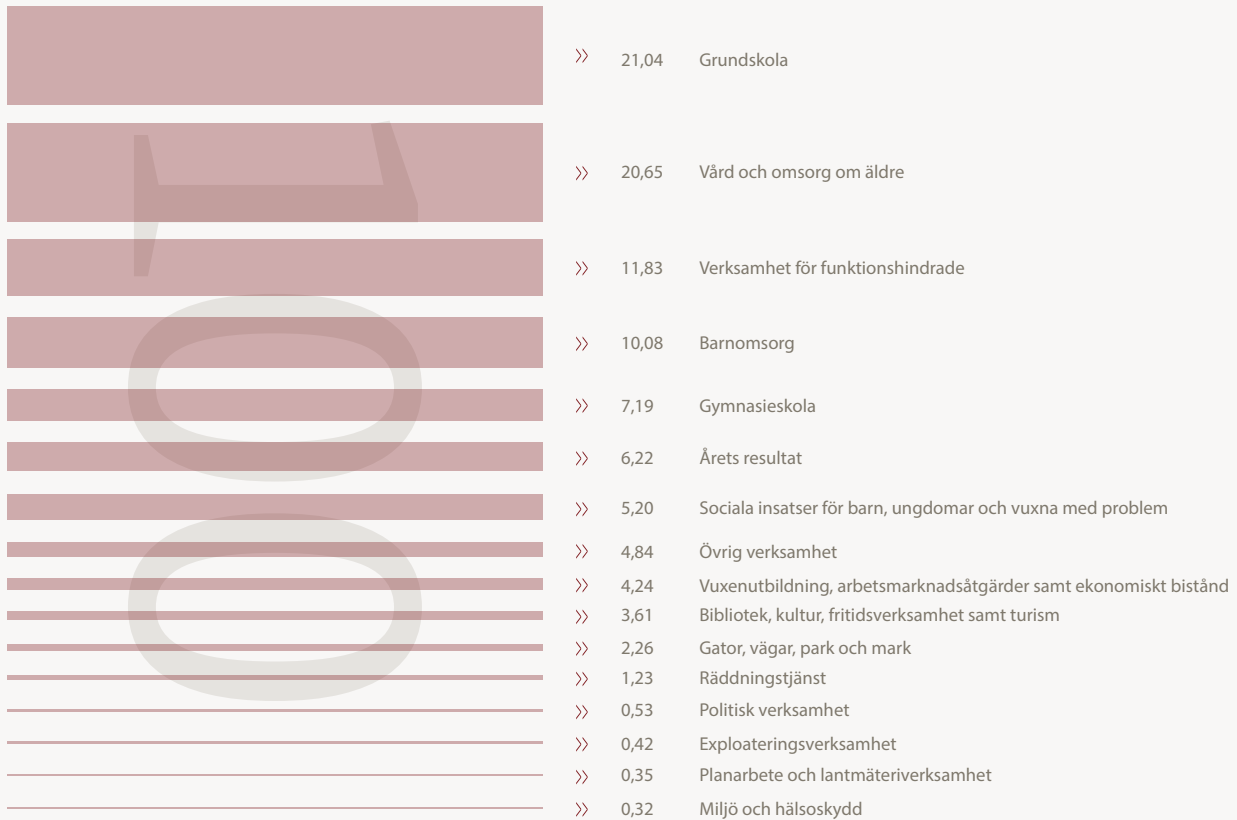 100
21,04 Grundskola
20,65 Vård och omsorg om äldre
11,83 Verksamhet för funktionshindrade
10,08 Barnomsorg
7,19 Gymnasieskola
6,22 Årets resultat
5,20 Sociala insatser för barn, ungdomar och vuxna med problem
4,84 Övrig verksamhet
4,24 Vuxenutbildning, arbetsmarknadsåtgärder samt ekonomiskt bistånd
3,61 Bibliotek, kultur, fritidsverksamhet samt turism
2,26 Gator, vägar, park och mark
1,23 Räddningstjänst
0,53 Politisk verksamhet
0,42 Exploateringsverksamhet
0,35 Planarbete och lantmäteriverksamhet
0,32 Miljö och hälsoskydd